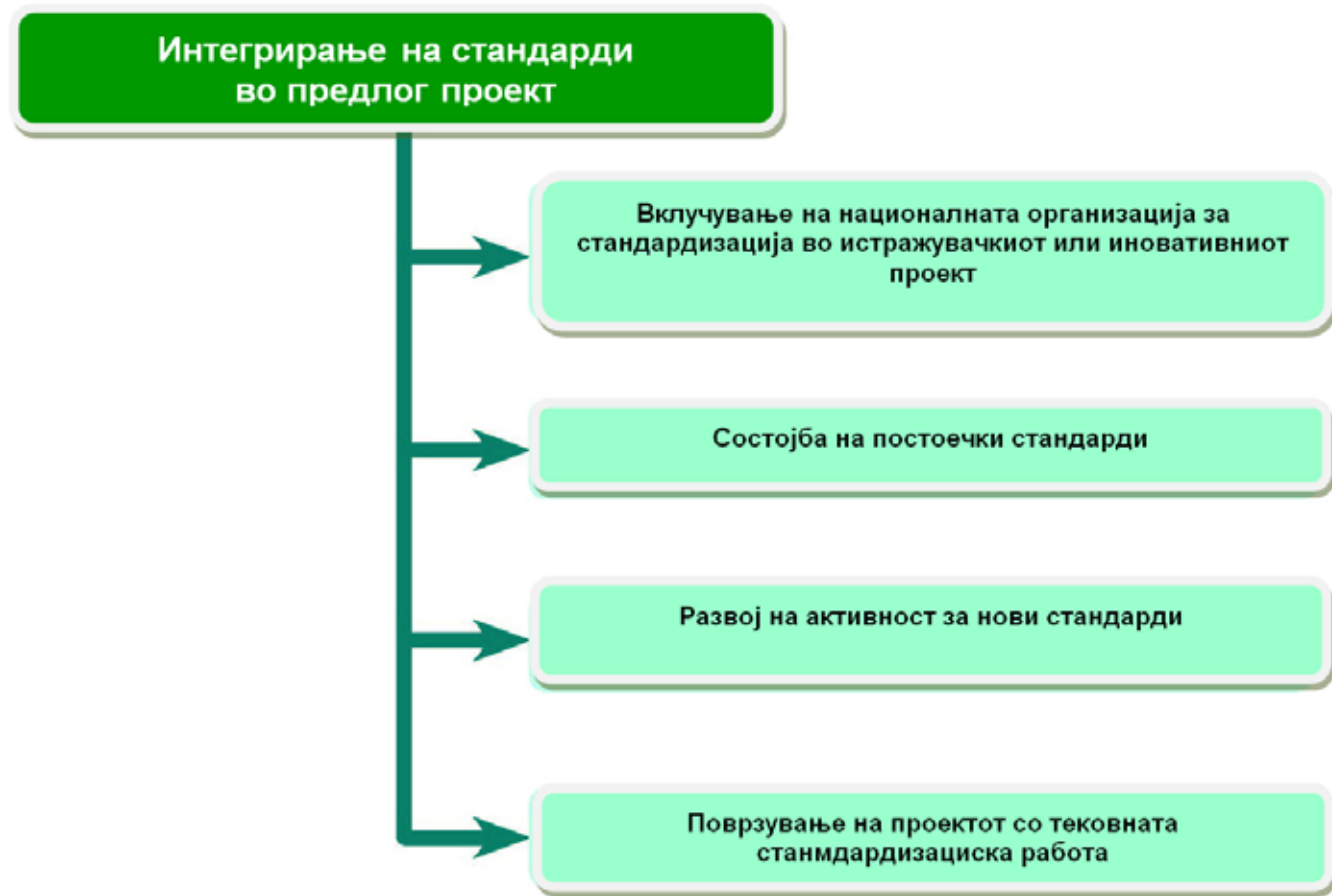 Интегрирање на стандарди
во предлог проект
Вклучување на националната организација за
стандардизација во истражувачкиот или иновативниот
проект
Состојба на постоечки стандарди
Развој на активност за нови стандарди
Поврзување на проектот со тековната
станмдардизациска работа